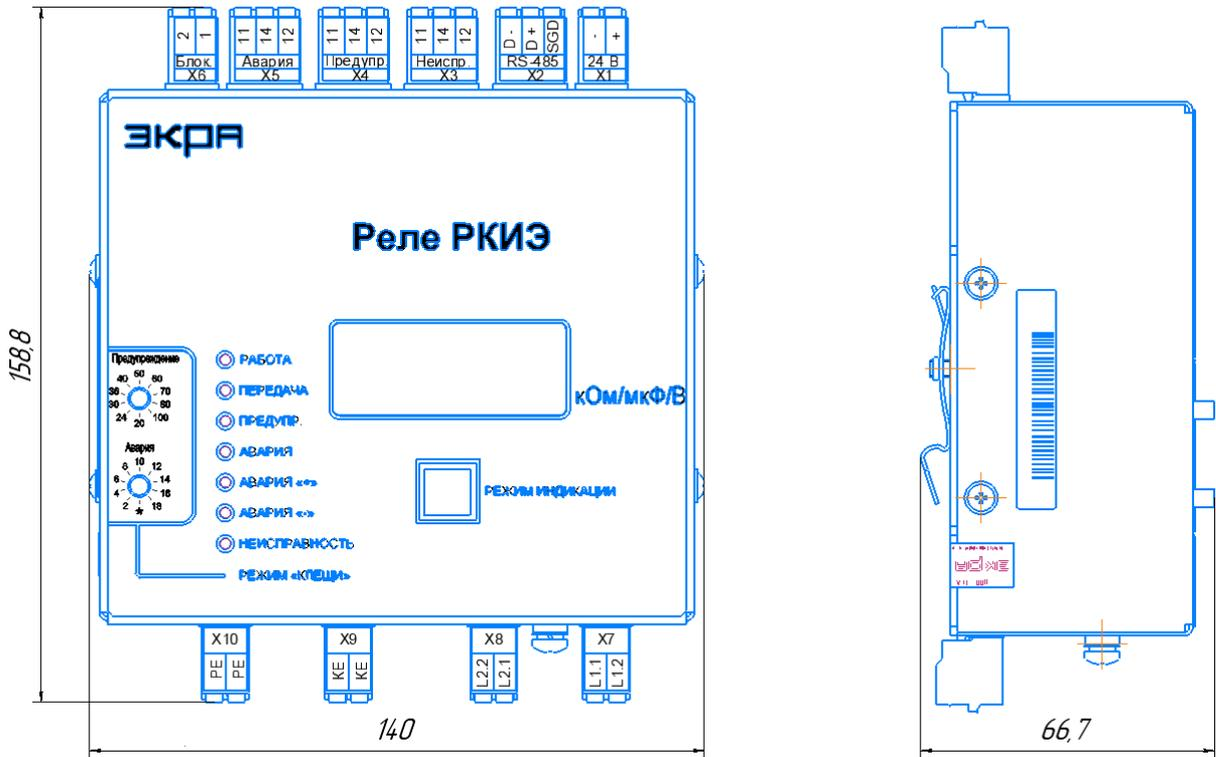 2 1
Блок.
X6
11 14 12
Авария
X5
11 14 12
Предупр.
X4
11 14 12
Неиспр.
X3
D - D + SGD
RS-485
X2
- +
24 В
X1
ЭКРА
Реле РКИЭ
158,8
Предупреждение
50
40 60
36 70
30 80
24 100
20
Авария
10
8 12
6 14
4 16
2 18
*
РАБОТА
ПЕРЕДАЧА
ПРЕДУПР.
АВАРИЯ
АВАРИЯ «+»
АВАРИЯ «-»
НЕИСПРАВНОСТЬ
РЕЖИМ «КЛЕЩИ»
кОм/мкФ/В
РЕЖИМ ИНДИКАЦИИ
X10
PE PE
X9
KE KE
X8
L2.2 L2.1
X7
L1.1 L1.2
140
экра
66,7